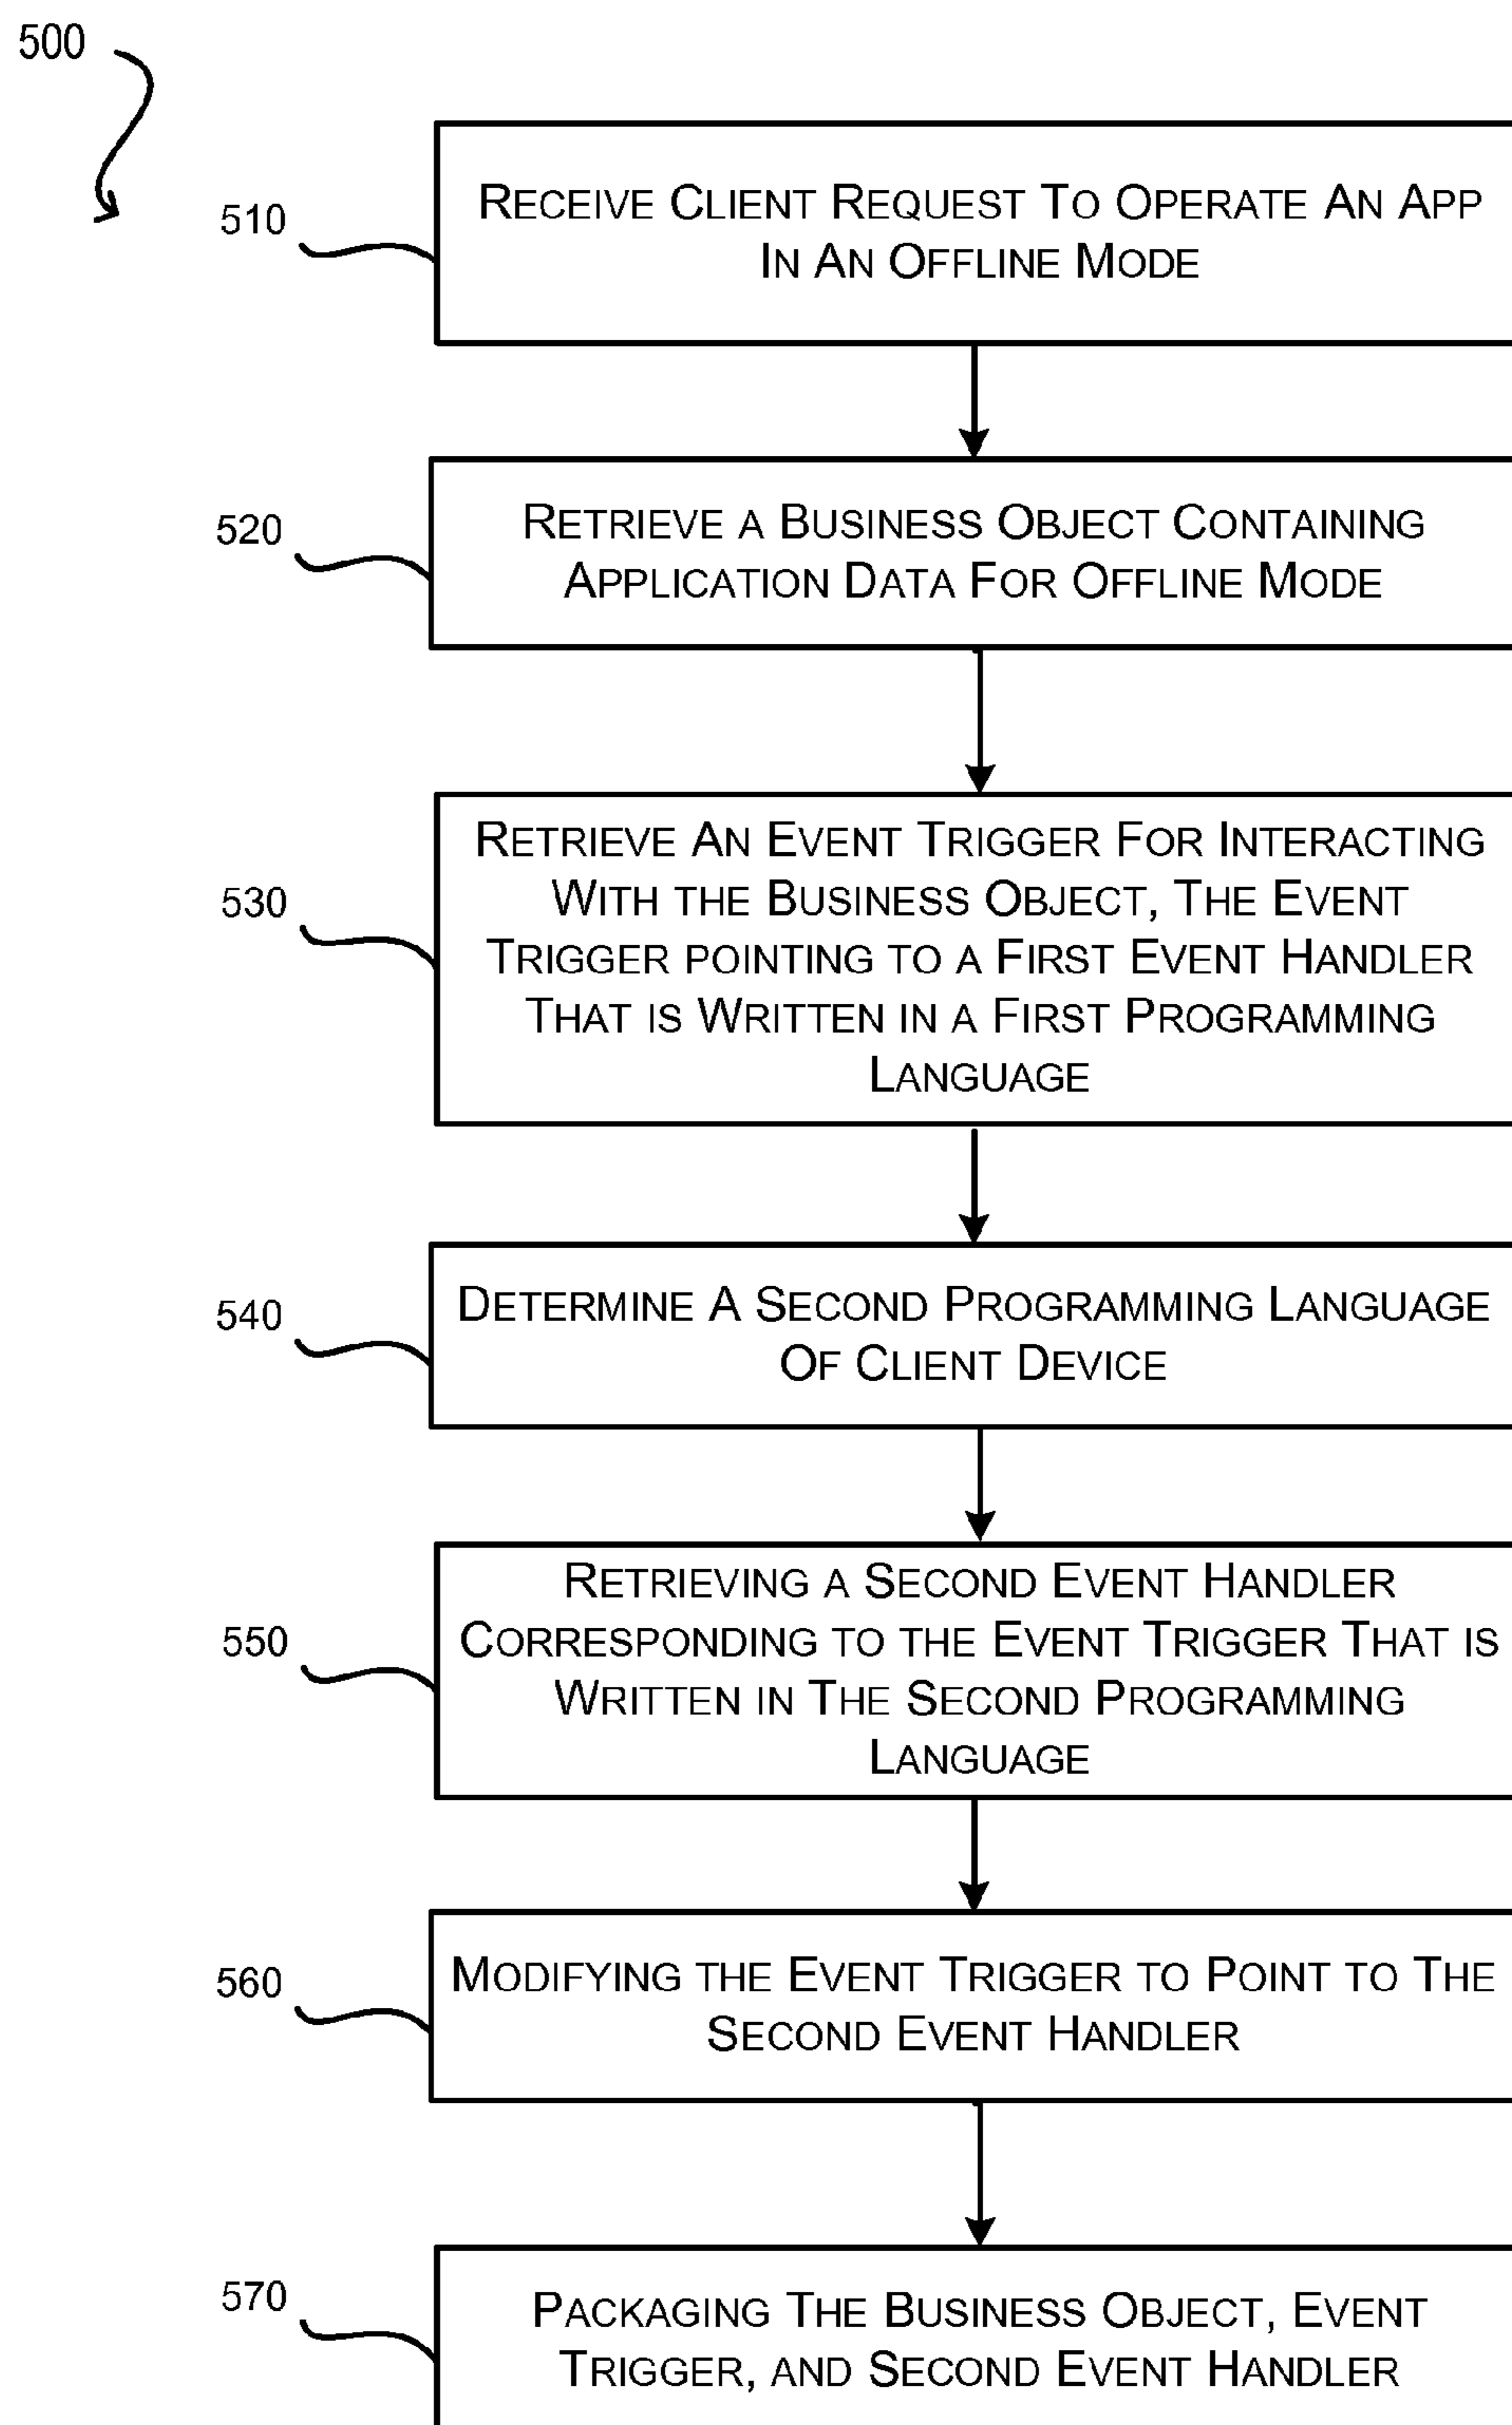 500
510
RECEIVE CLIENT REQUEST TO OPERATE AN APP
IN AN OFFLINE MODE
520
RETRIEVE A BUSINESS OBJECT CONTAINING
APPLICATION DATA FOR OFFLINE MODE
530
RETRIEVE AN EVENT TRIGGER FOR INTERACTING
WITH THE BUSINESS OBJECT, THE EVENT
TRIGGER POINTING TO A FIRST EVENT HANDLER
THAT IS WRITTEN IN A FIRST PROGRAMMING
LANGUAGE
540
DETERMINE A SECOND PROGRAMMING LANGUAGE
OF CLIENT DEVICE
550
RETRIEVING A SECOND EVENT HANDLER
CORRESPONDING TO THE EVENT TRIGGER THAT IS
WRITTEN IN THE SECOND PROGRAMMING
LANGUAGE
560
MODIFYING THE EVENT TRIGGER TO POINT TO THE
SECOND EVENT HANDLER
570
PACKAGING THE BUSINESS OBJECT, EVENT
TRIGGER, AND SECOND EVENT HANDLER